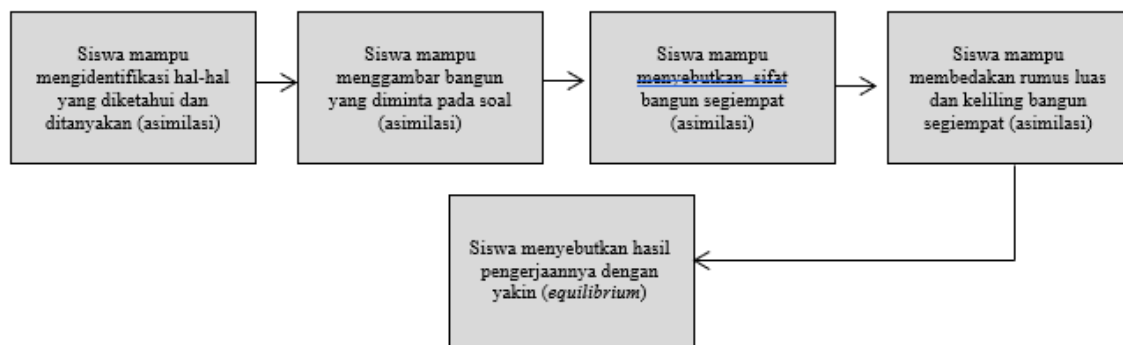 Siswa mampu
mengidentifikasi hal-hal
yang diketahui dan
ditanyakan (asimilasi)
Siswa mampu
menggambar bangun
yang diminta pada soal
(asimilasi)
Siswa mampu
menyebutkan sifat
bangun segiempat
(asimilasi)
Siswa mampu
membedakan rumus luas
dan keliling bangun
segiempat (asimilasi)
Siswa menyebutkan hasil
pengerjaannya dengan
yakin (equilibrium)